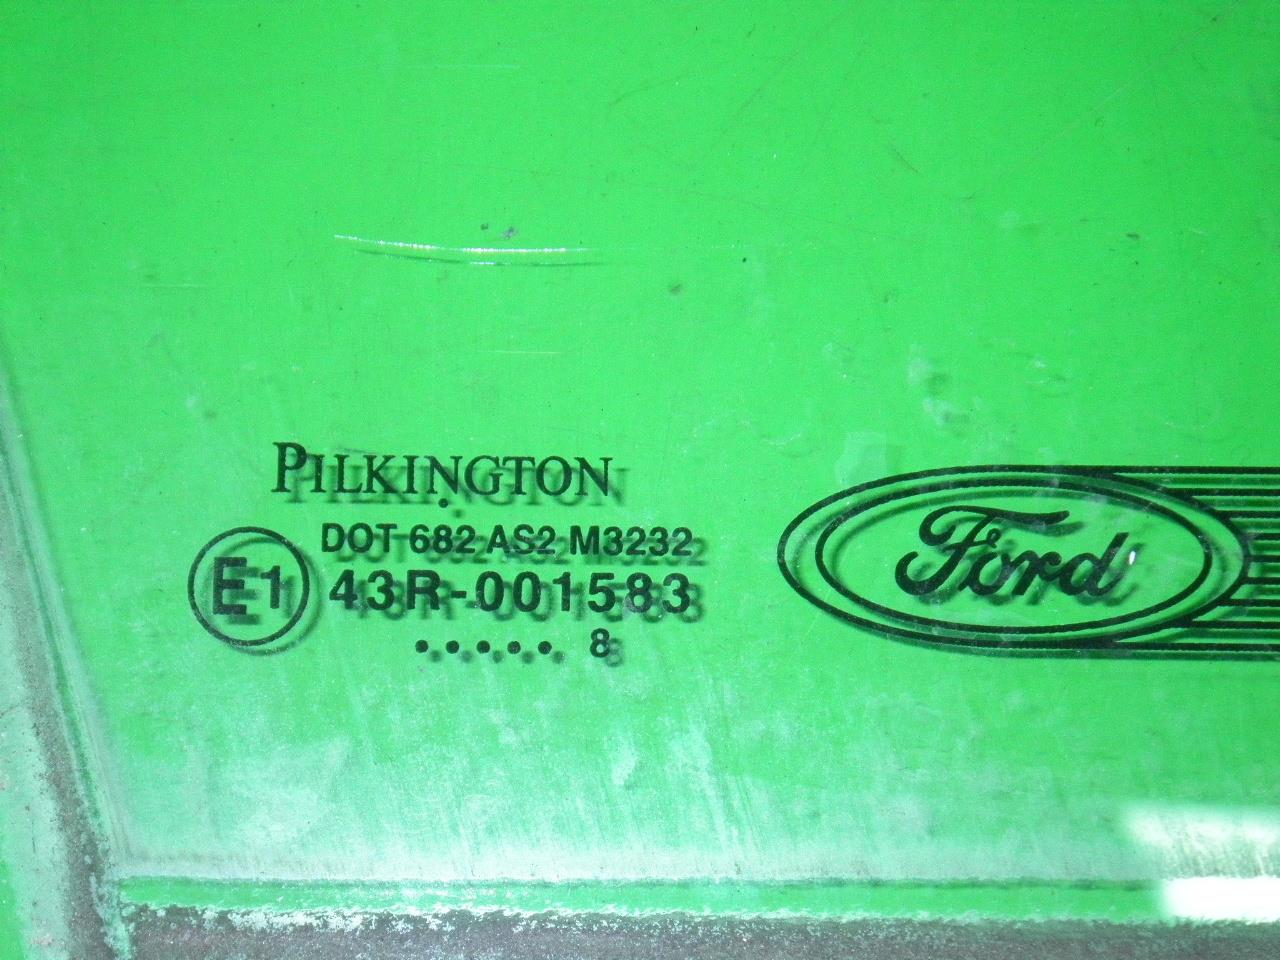 PILKINGTON
DOT 682 AS2 M3232
E1 43R-001583
..... 8
Ford